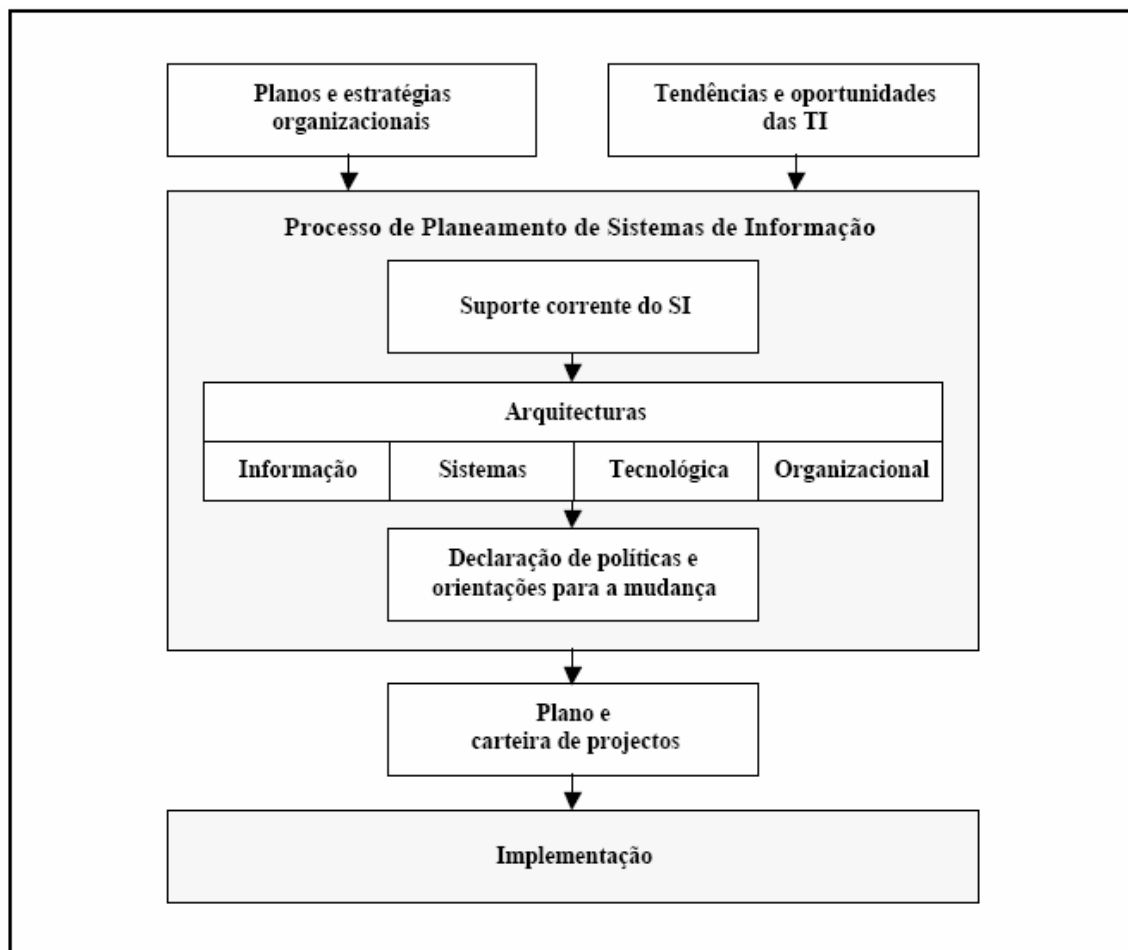 Planos e estratégias
organizacionais
Tendências e oportunidades
das TI
Processo de Planeamento de Sistemas de Informação
Suporte corrente do SI
Arquitecturas
Informação
Sistemas
Tecnológica
Organizacional
Declaração de políticas e
orientações para a mudança
Plano e
carteira de projectos
Implementação